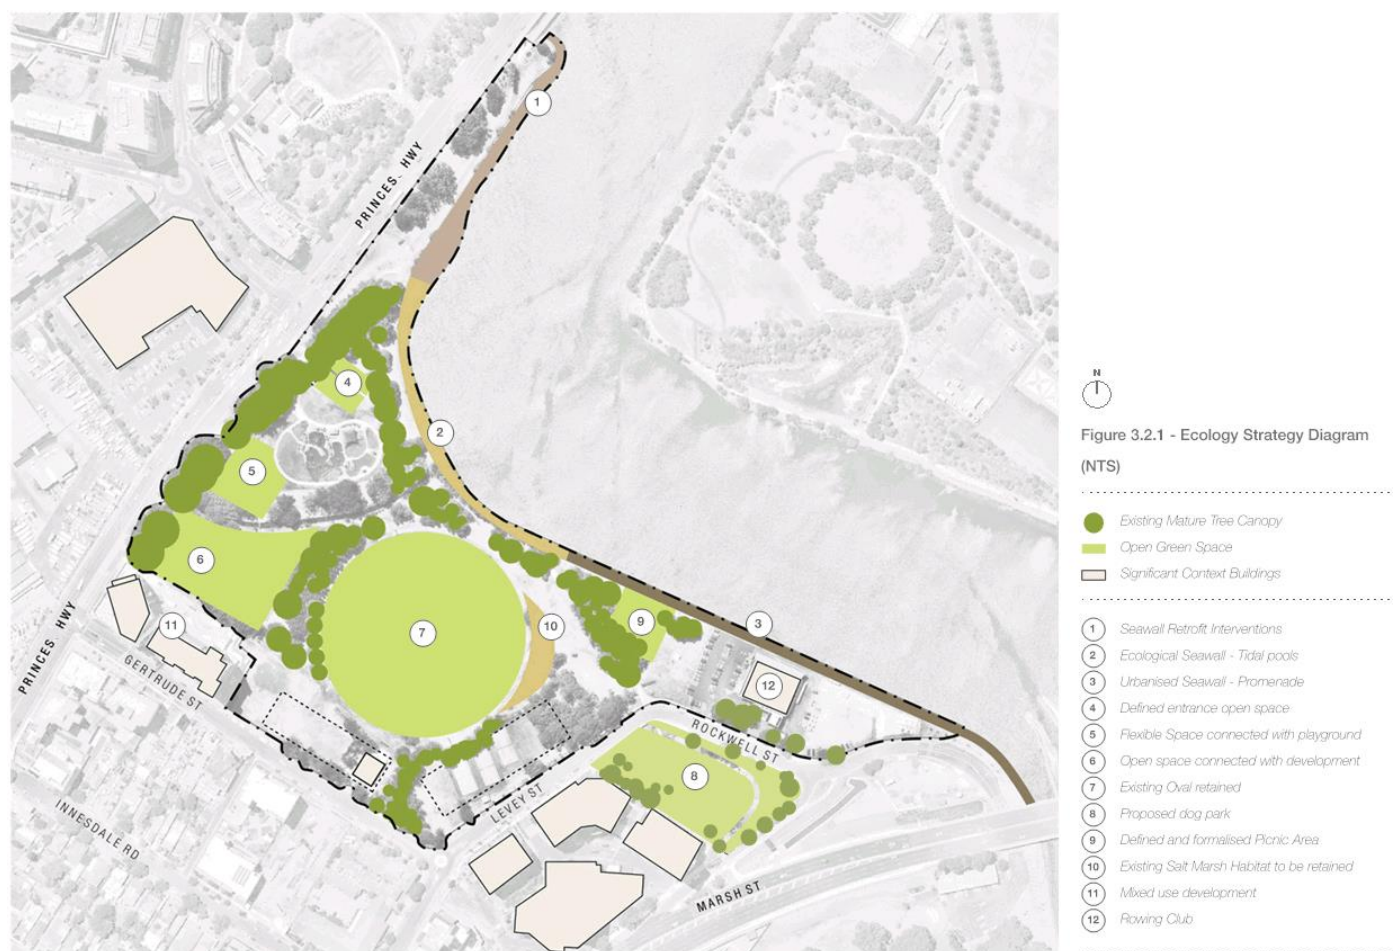 PRINCES HWY
1
4
2
5
6
7
10
9
3
11
12
8
PRINCES HWY
GERTRUDE ST
INNESDALE RD
ROCKWELL ST
LEVEY ST
MARSH ST
N
Figure 3.2.1 - Ecology Strategy Diagram
(NTS)
Existing Mature Tree Canopy
Open Green Space
Significant Context Buildings
1 Seawall Retrofit Interventions
2 Ecological Seawall - Tidal pools
3 Urbanised Seawall - Promenade
4 Defined entrance open space
5 Flexible Space connected with playground
6 Open space connected with development
7 Existing Oval retained
8 Proposed dog park
9 Defined and formalised Picnic Area
10 Existing Salt Marsh Habitat to be retained
11 Mixed use development
12 Rowing Club